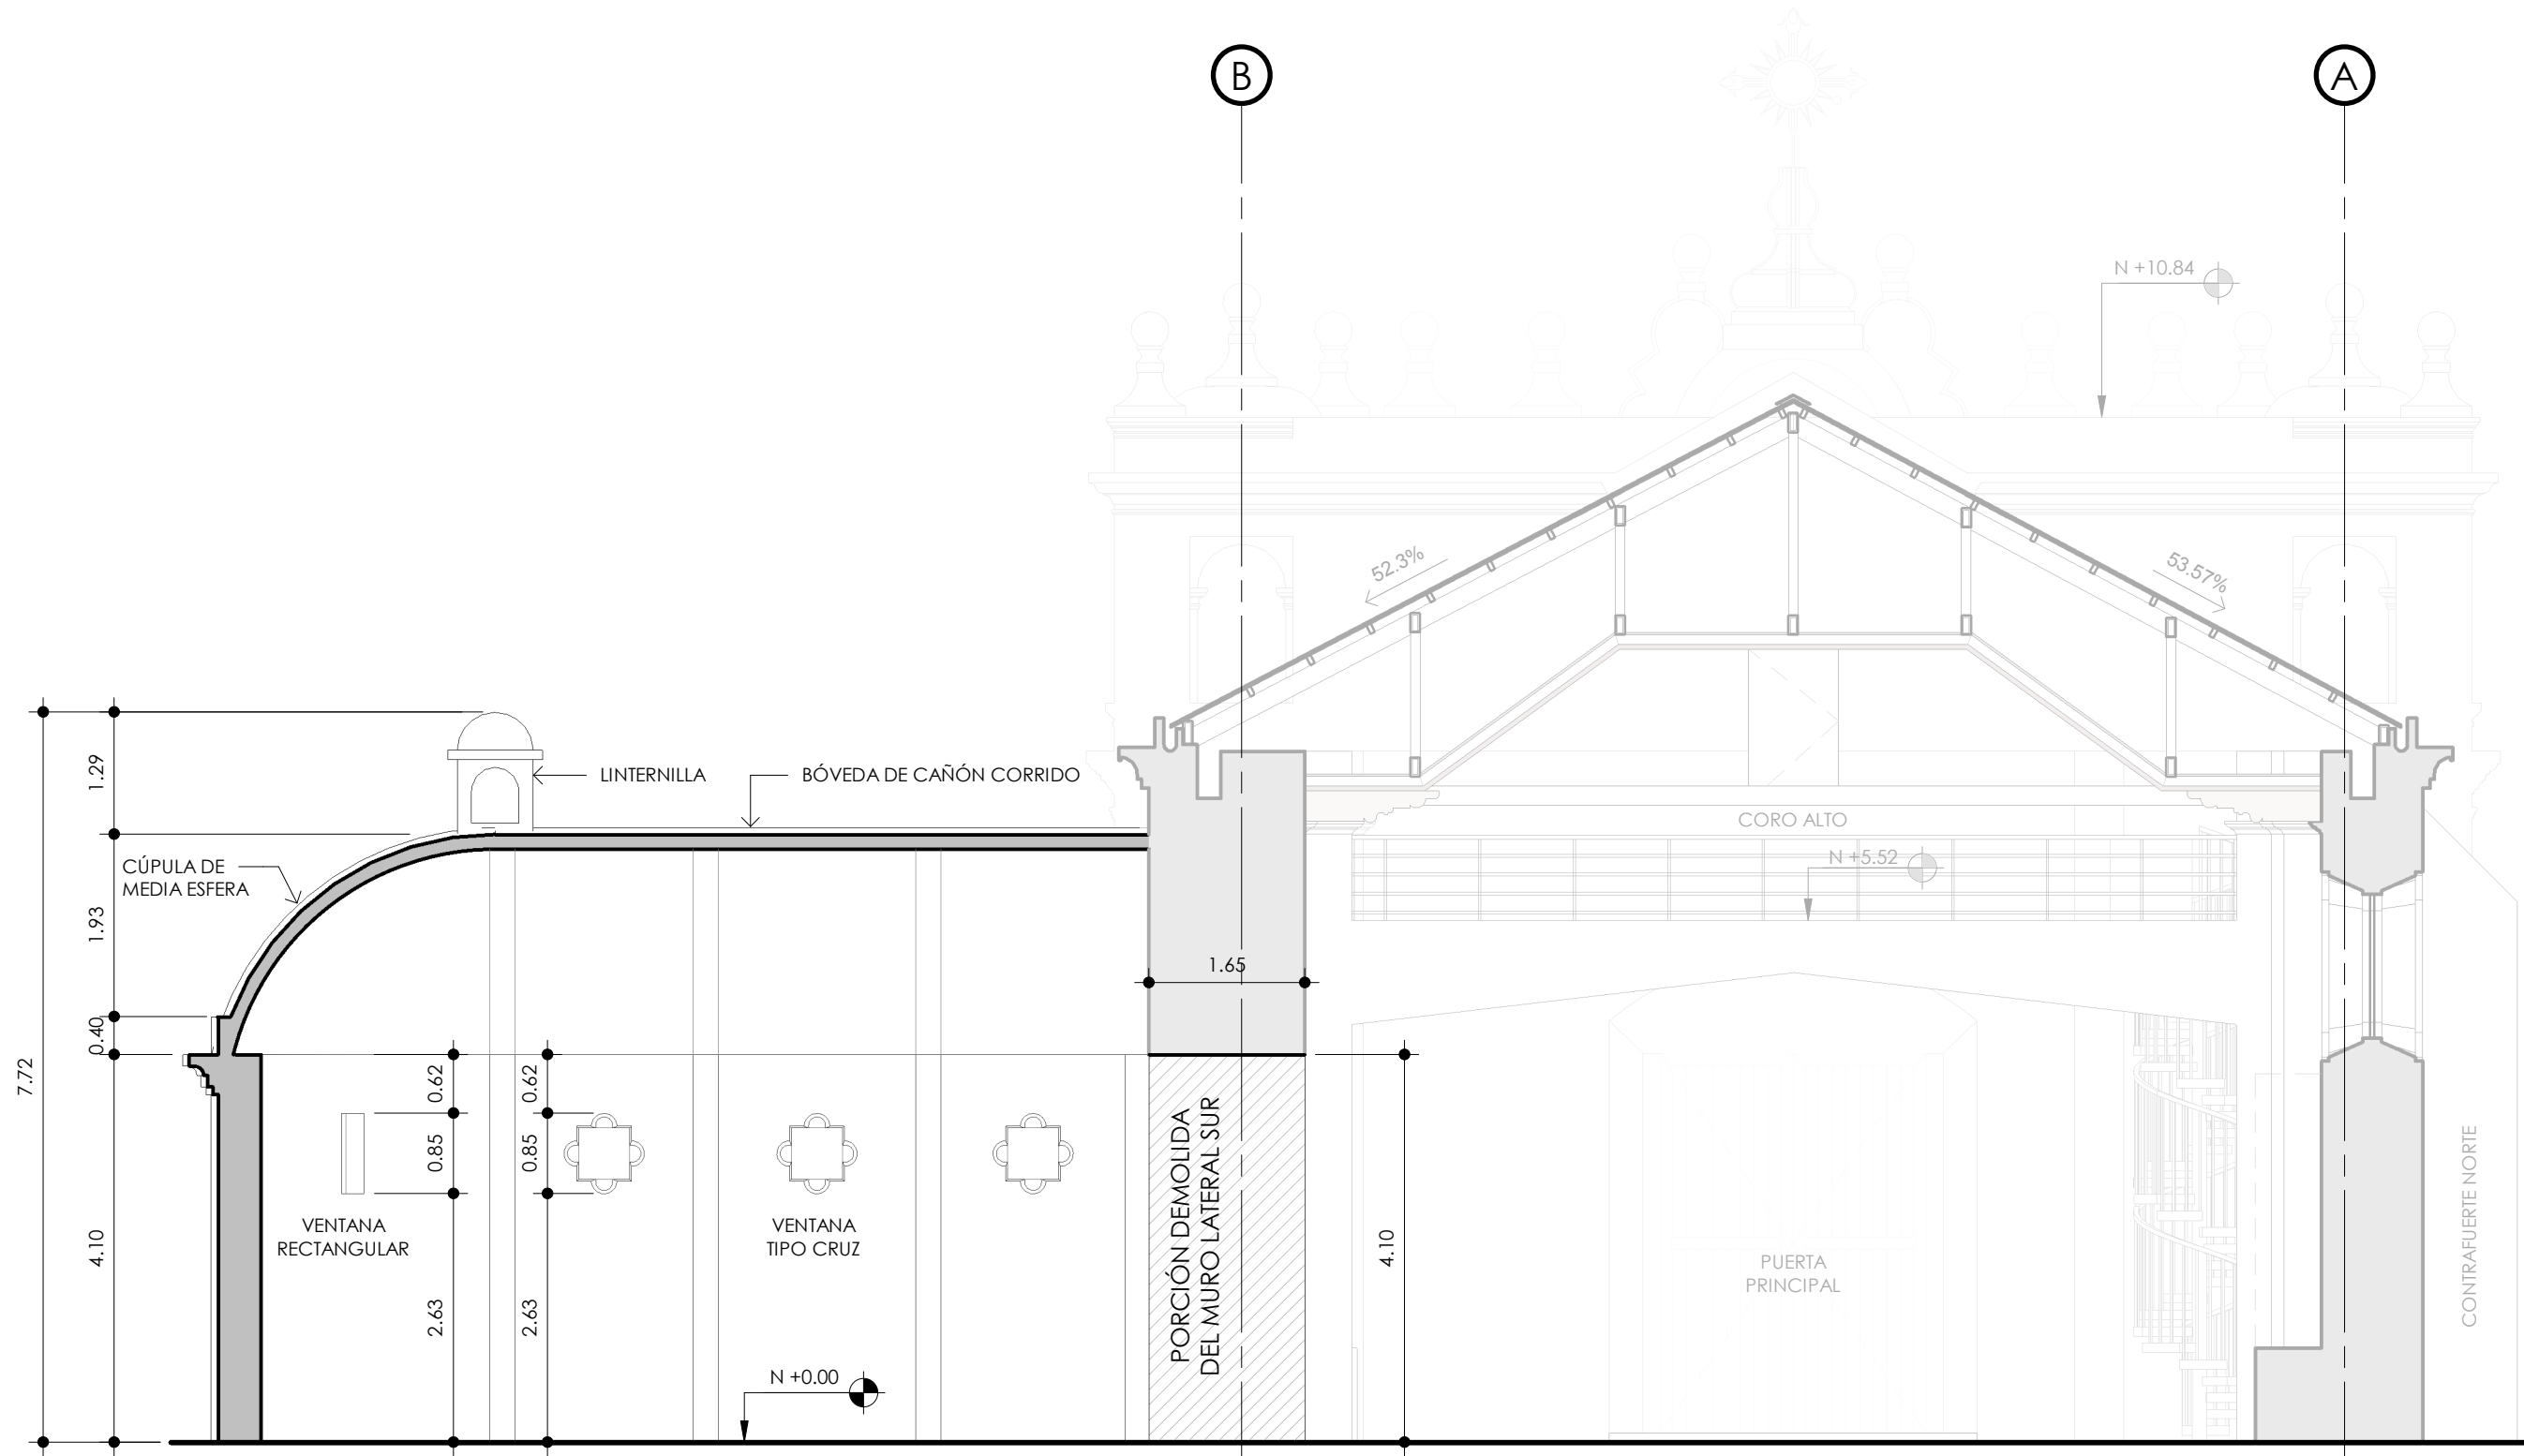 B
A
N +10.84
52.3%
53.57%
1.29
LINTERNILLA
BÓVEDA DE CAÑÓN CORRIDO
CORO ALTO
CÚPULA DE
MEDIA ESFERA
N +5.52
1.93
1.65
0.40
7.72
0.62
0.62
0.85
0.85
PORCIÓN DEMOLIDA
DEL MURO LATERAL SUR
CONTRAFUERTE NORTE
VENTANA
RECTANGULAR
VENTANA
TIPO CRUZ
4.10
4.10
PUERTA
PRINCIPAL
2.63
2.63
N +0.00